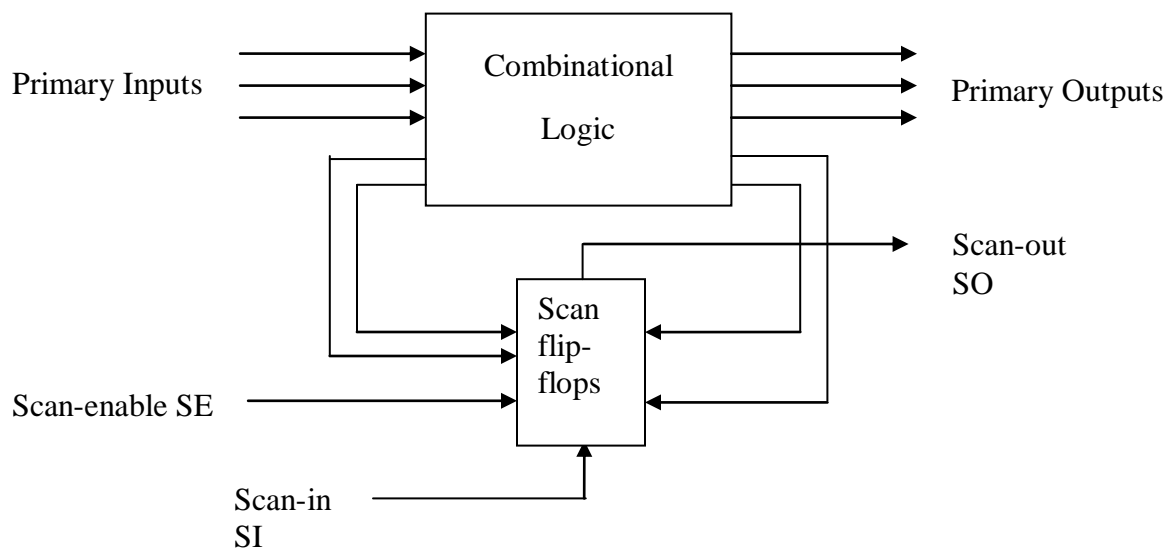 Primary Inputs
Combinational
Logic
Primary Outputs
Scan-out
SO
Scan
flip-
flops
Scan-enable SE
Scan-in
SI